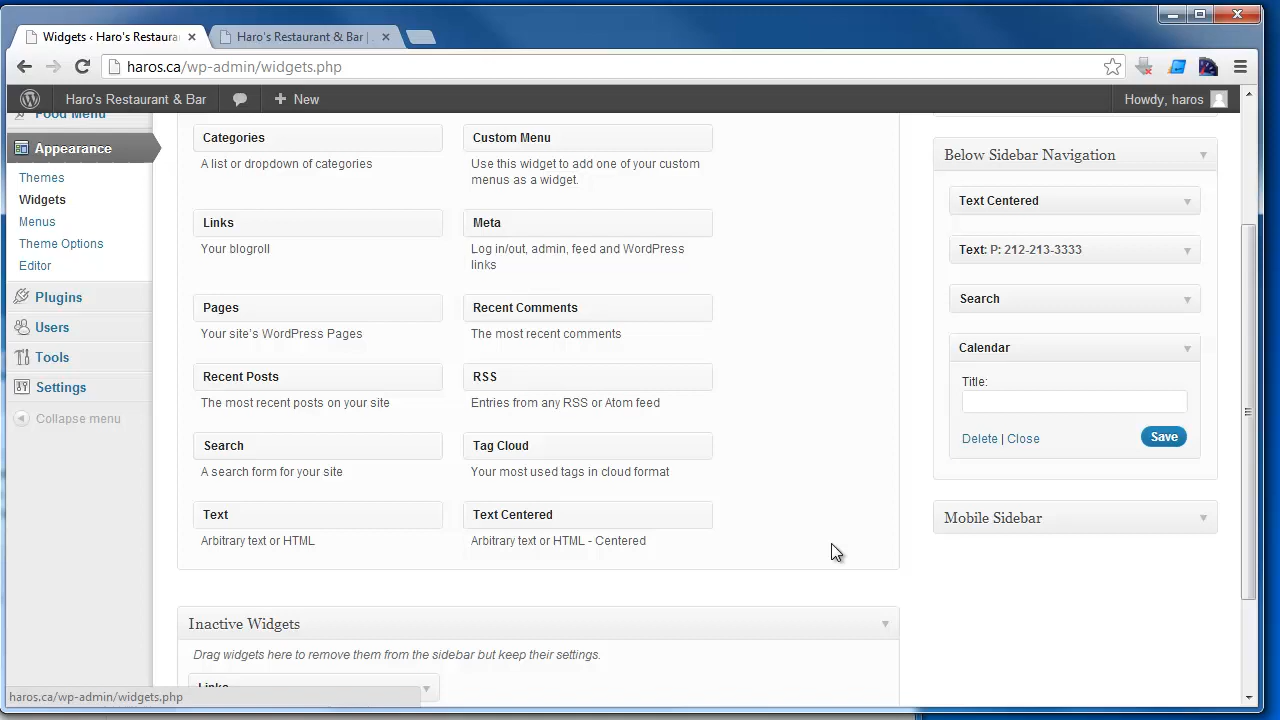 Widgets ‹ Haro's Restaura
Haro's Restaurant & Bar |
haros.ca/wp-admin/widgets.php
Haro's Restaurant & Bar
New
Howdy, haros
Food Menu
Appearance
Themes
Widgets
Menus
Theme Options
Editor
Plugins
Users
Tools
Settings
Collapse menu
Categories
A list or dropdown of categories
Custom Menu
Use this widget to add one of your custom
menus as a widget.
Links
Your blogroll
Meta
Log in/out, admin, feed and WordPress
links
Pages
Your site's WordPress Pages
Recent Comments
The most recent comments
Recent Posts
The most recent posts on your site
RSS
Entries from any RSS or Atom feed
Search
A search form for your site
Tag Cloud
Your most used tags in cloud format
Text
Arbitrary text or HTML
Text Centered
Arbitrary text or HTML - Centered
Inactive Widgets
Drag widgets here to remove them from the sidebar but keep their settings.
Links
Below Sidebar Navigation
Text Centered
Text: P: 212-213-3333
Search
Calendar
Title:
Delete | Close
Save
Mobile Sidebar
haros.ca/wp-admin/widgets.php